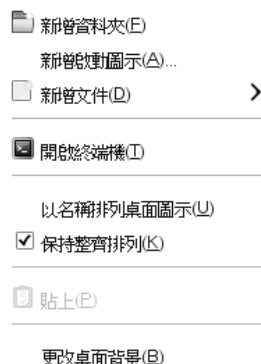 新增資料夾(F)
新增啟動圖示(A)...
新增文件(D)
開啟終端機(T)
以名稱排列桌面圖示(U)
保持整齊排列(K)
貼上(P)
更改桌面背景(B)